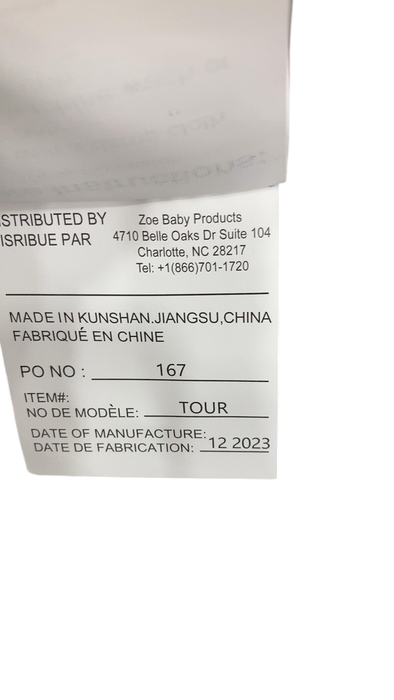 STRIBUTED BY
ISRIBUE PAR
Zoe Baby Products
4710 Belle Oaks Dr Suite 104
Charlotte, NC 28217
Tel: +1(866)701-1720
MADE IN KUNSHAN.JIANGSU,CHINA
FABRIQUÉ EN CHINE
PO NO : 167
ITEM#:
NO DE MODÈLE: TOUR
DATE OF MANUFACTURE:
DATE DE FABRICATION: 12 2023